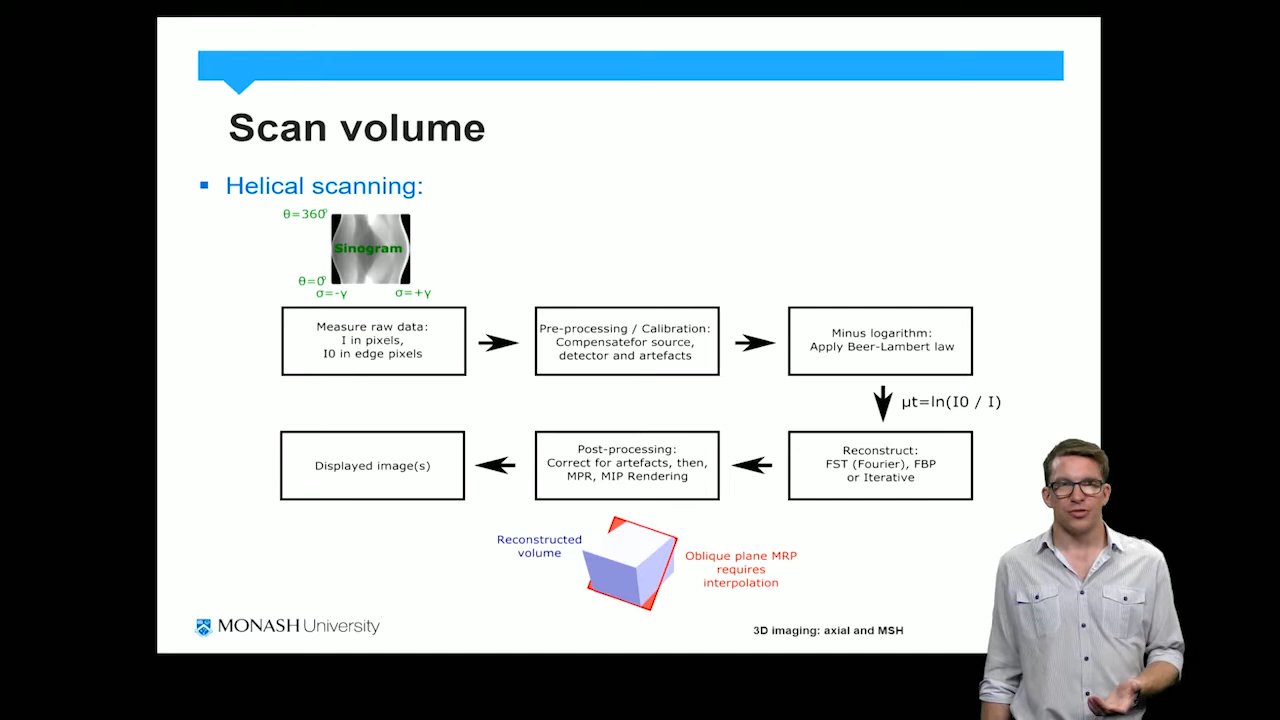 Scan volume
Helical scanning:
θ=360°
Sinogram
θ=0°
σ=-γ
σ=+γ
Measure raw data:
I in pixels,
I0 in edge pixels
Pre-processing / Calibration:
Compensatefor source,
detector and artefacts
Minus logarithm:
Apply Beer-Lambert law
μt=ln(I0 / I)
Reconstruct:
FST (Fourier), FBP
or Iterative
Post-processing:
Correct for artefacts, then,
MPR, MIP Rendering
Displayed image(s)
Reconstructed
volume
Oblique plane MRP
requires
interpolation
MONASH University
3D imaging: axial and MSH